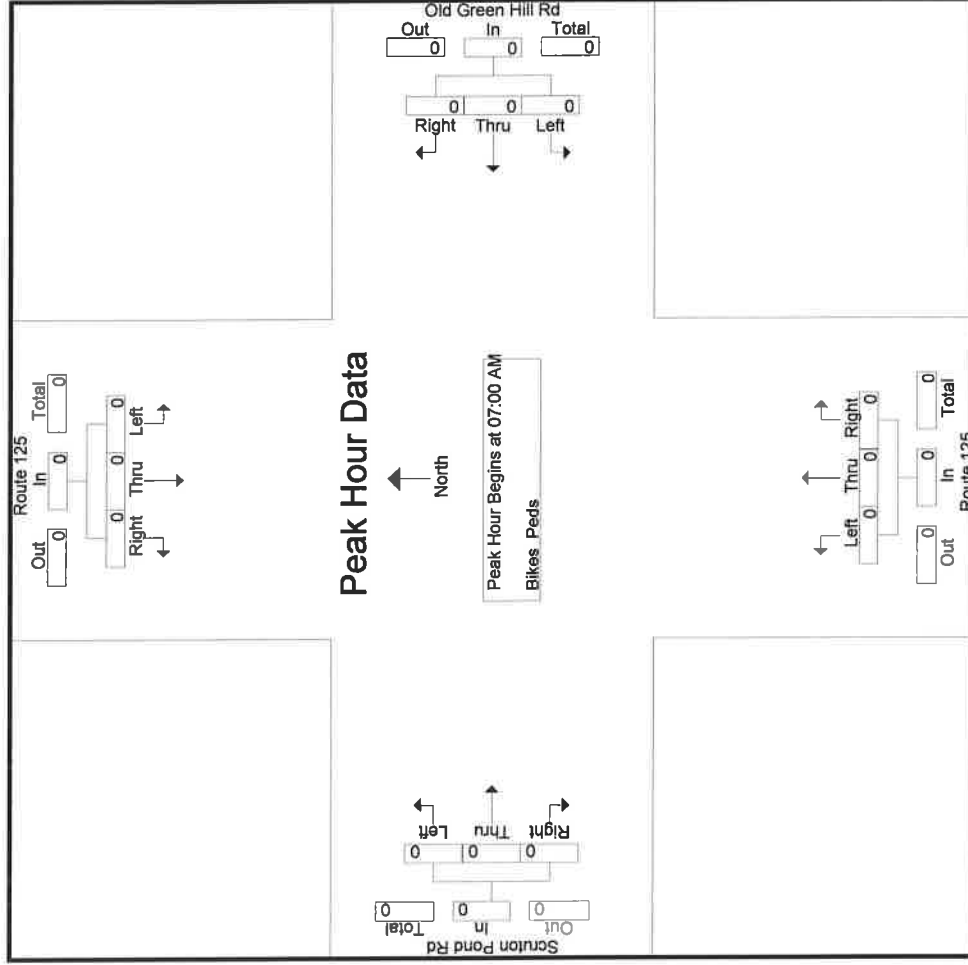 Old Green Hill Rd
Out In Total
0 0 0
0 0 0
Right Thru Left
Route 125
Out In Total
0 0 0
0 0 0
Right Thru Left
Peak Hour Data
North
Peak Hour Begins at 07:00 AM
Bikes Peds
Left Thru Right
0 0 0
0 0 0
Out In Total
Route 125
Left Thru Right
0 0 0
0 0 0
Total In Out
Scruton Pond Rd